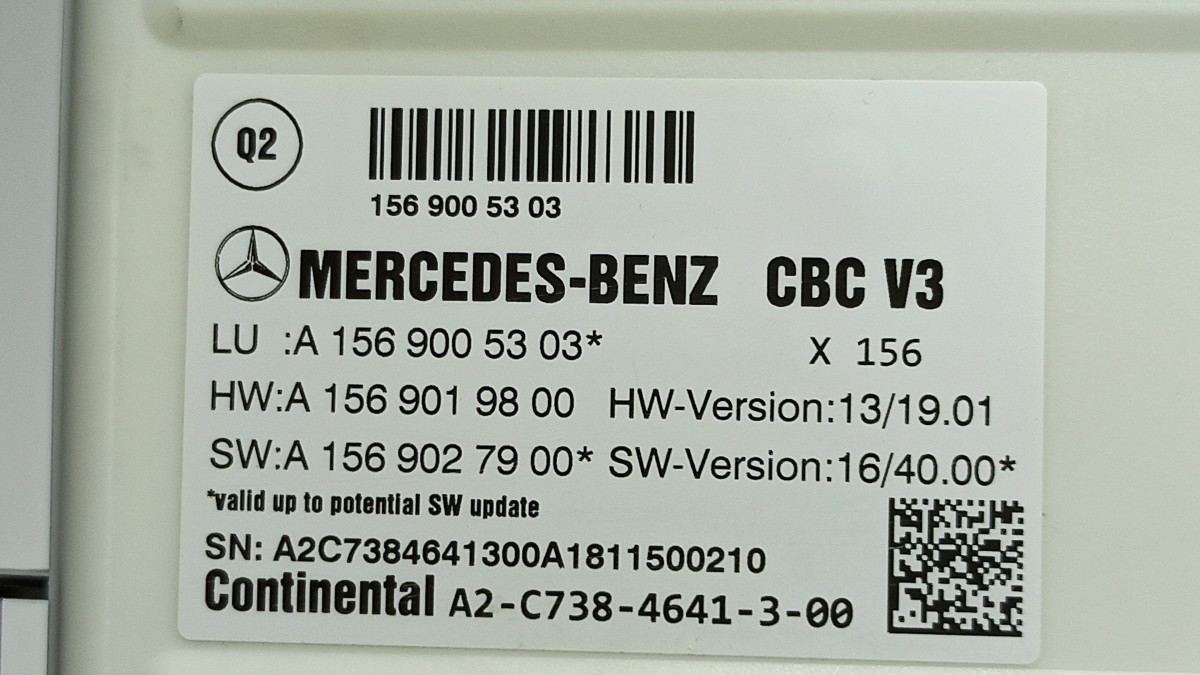 Q2
156 900 53 03
MERCEDES-BENZ CBC V3
LU :A 156 900 53 03* X 156
HW:A 156 901 98 00 HW-Version:13/19.01
SW:A 156 902 79 00* SW-Version:16/40.00*
*valid up to potential SW update
SN: A2C7384641300A1811500210
Continental A2-C738-4641-3-00